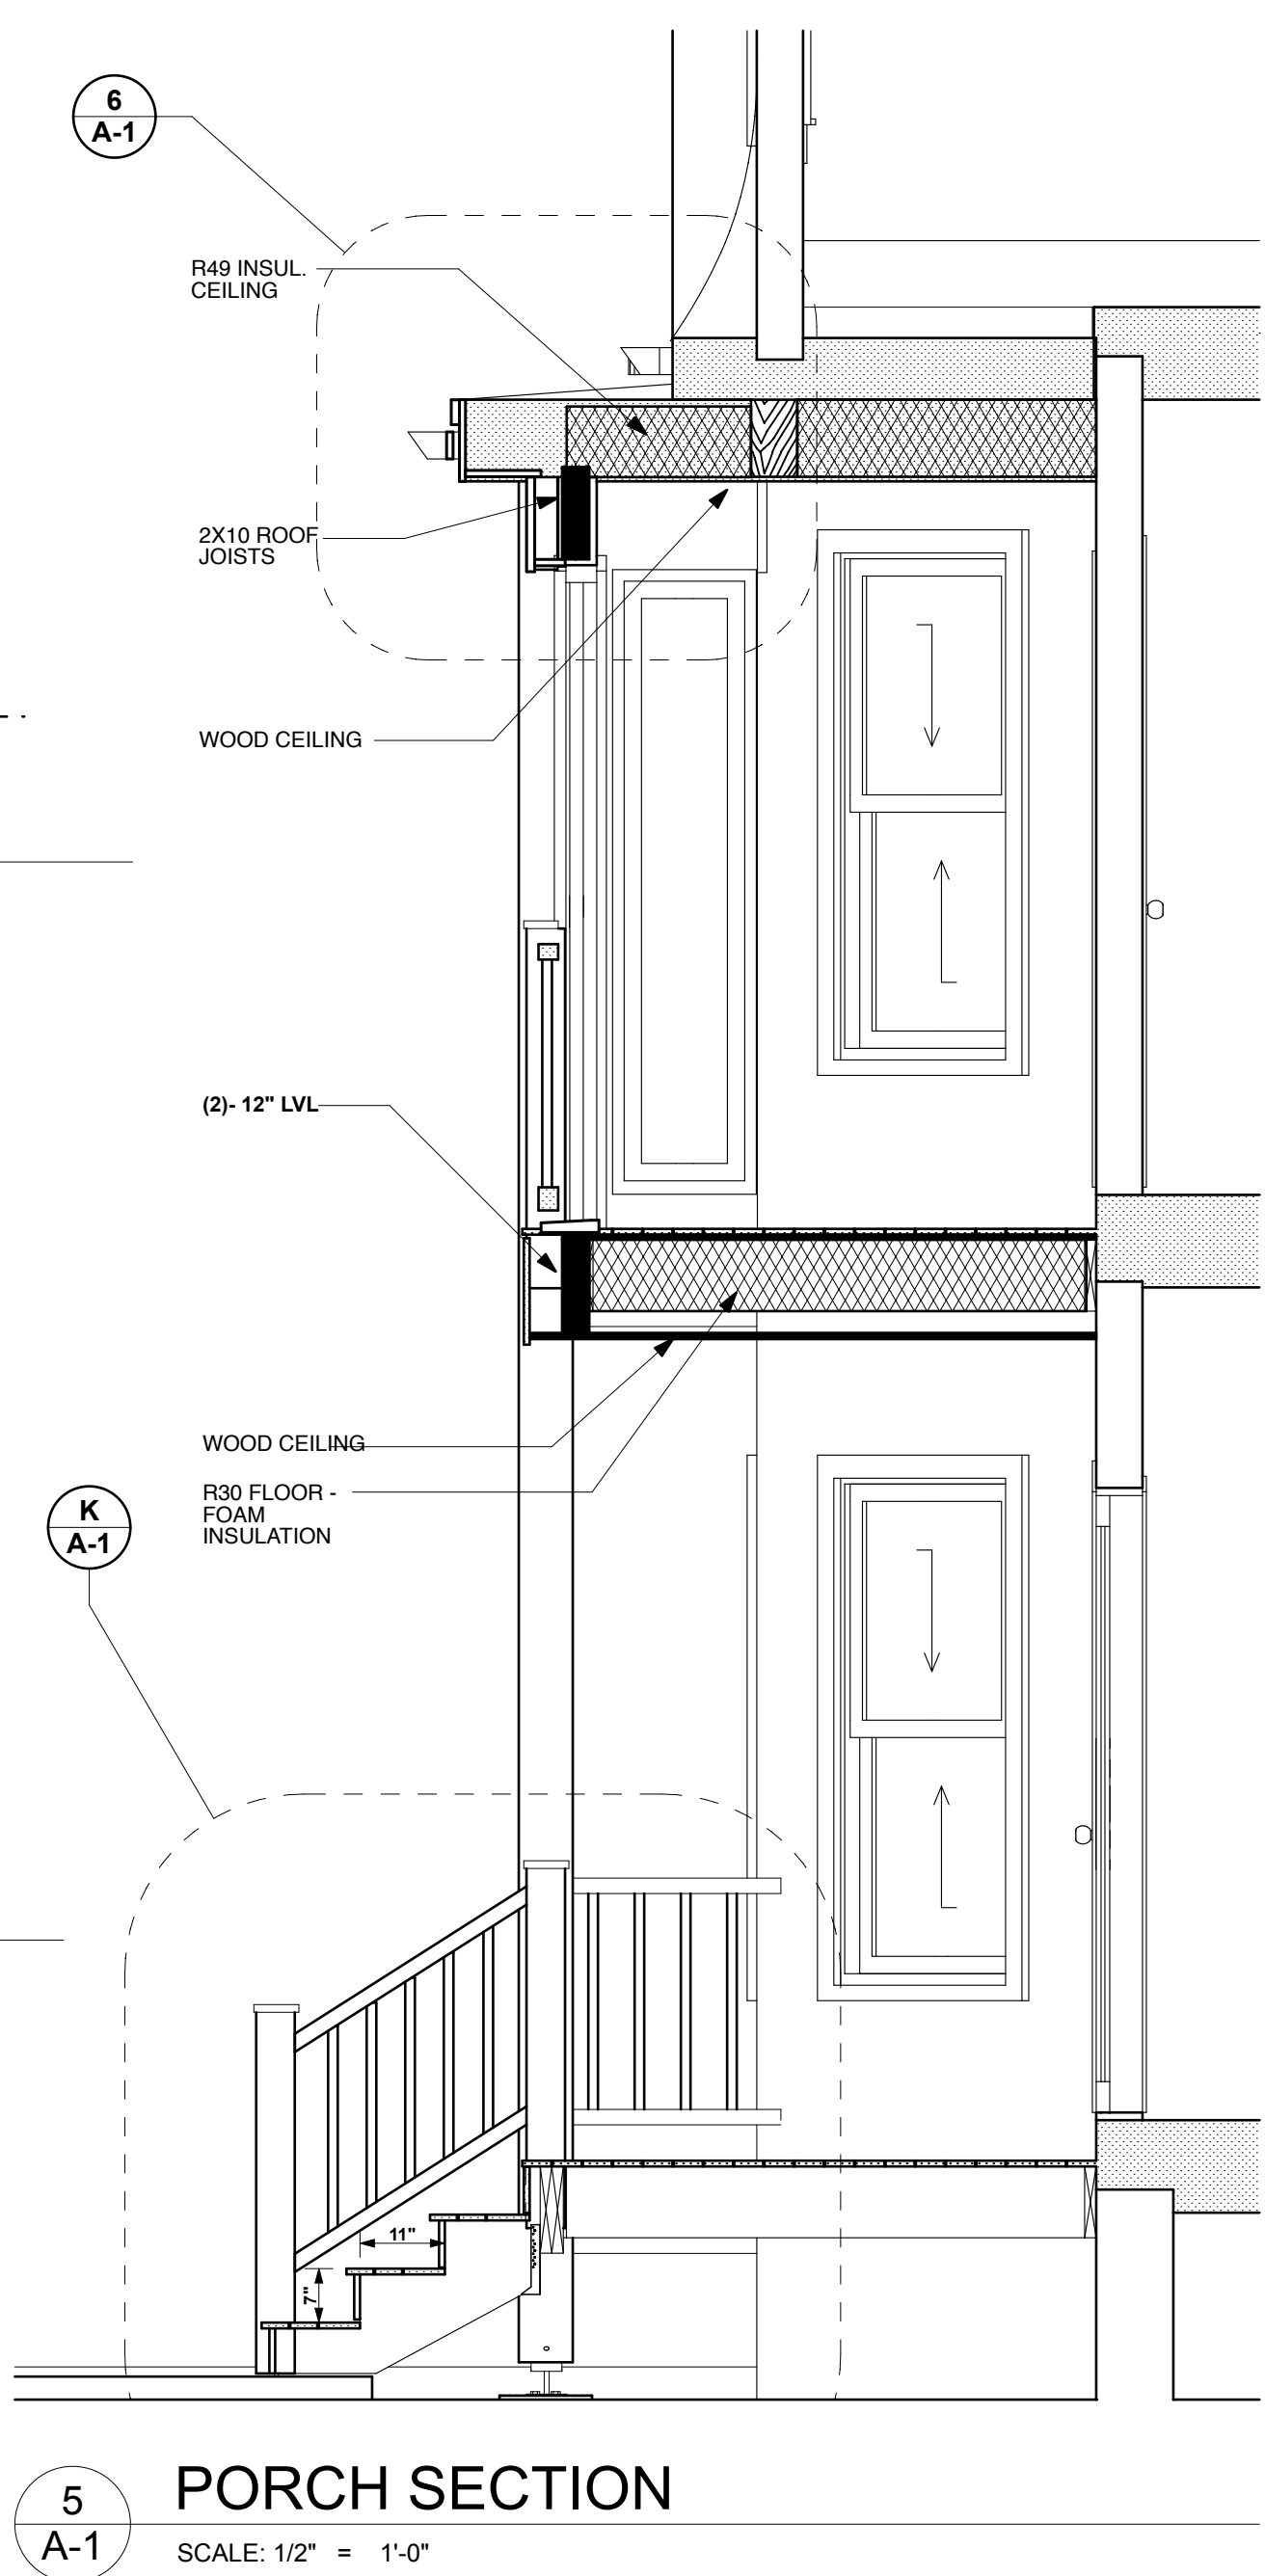 6
A-1
R49 INSUL.
CEILING
2X10 ROOF
JOISTS
WOOD CEILING
(2)- 12" LVL
WOOD CEILING
R30 FLOOR -
FOAM
INSULATION
K
A-1
11"
7"
5
A-1
PORCH SECTION
SCALE: 1/2" = 1'-0"